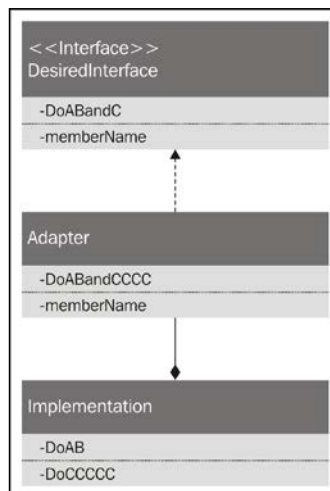 <<Interface>>
DesiredInterface
-DoABandC
-memberName
Adapter
-DoABandCCCC
-memberName
Implementation
-DoAB
-DoCCCCC